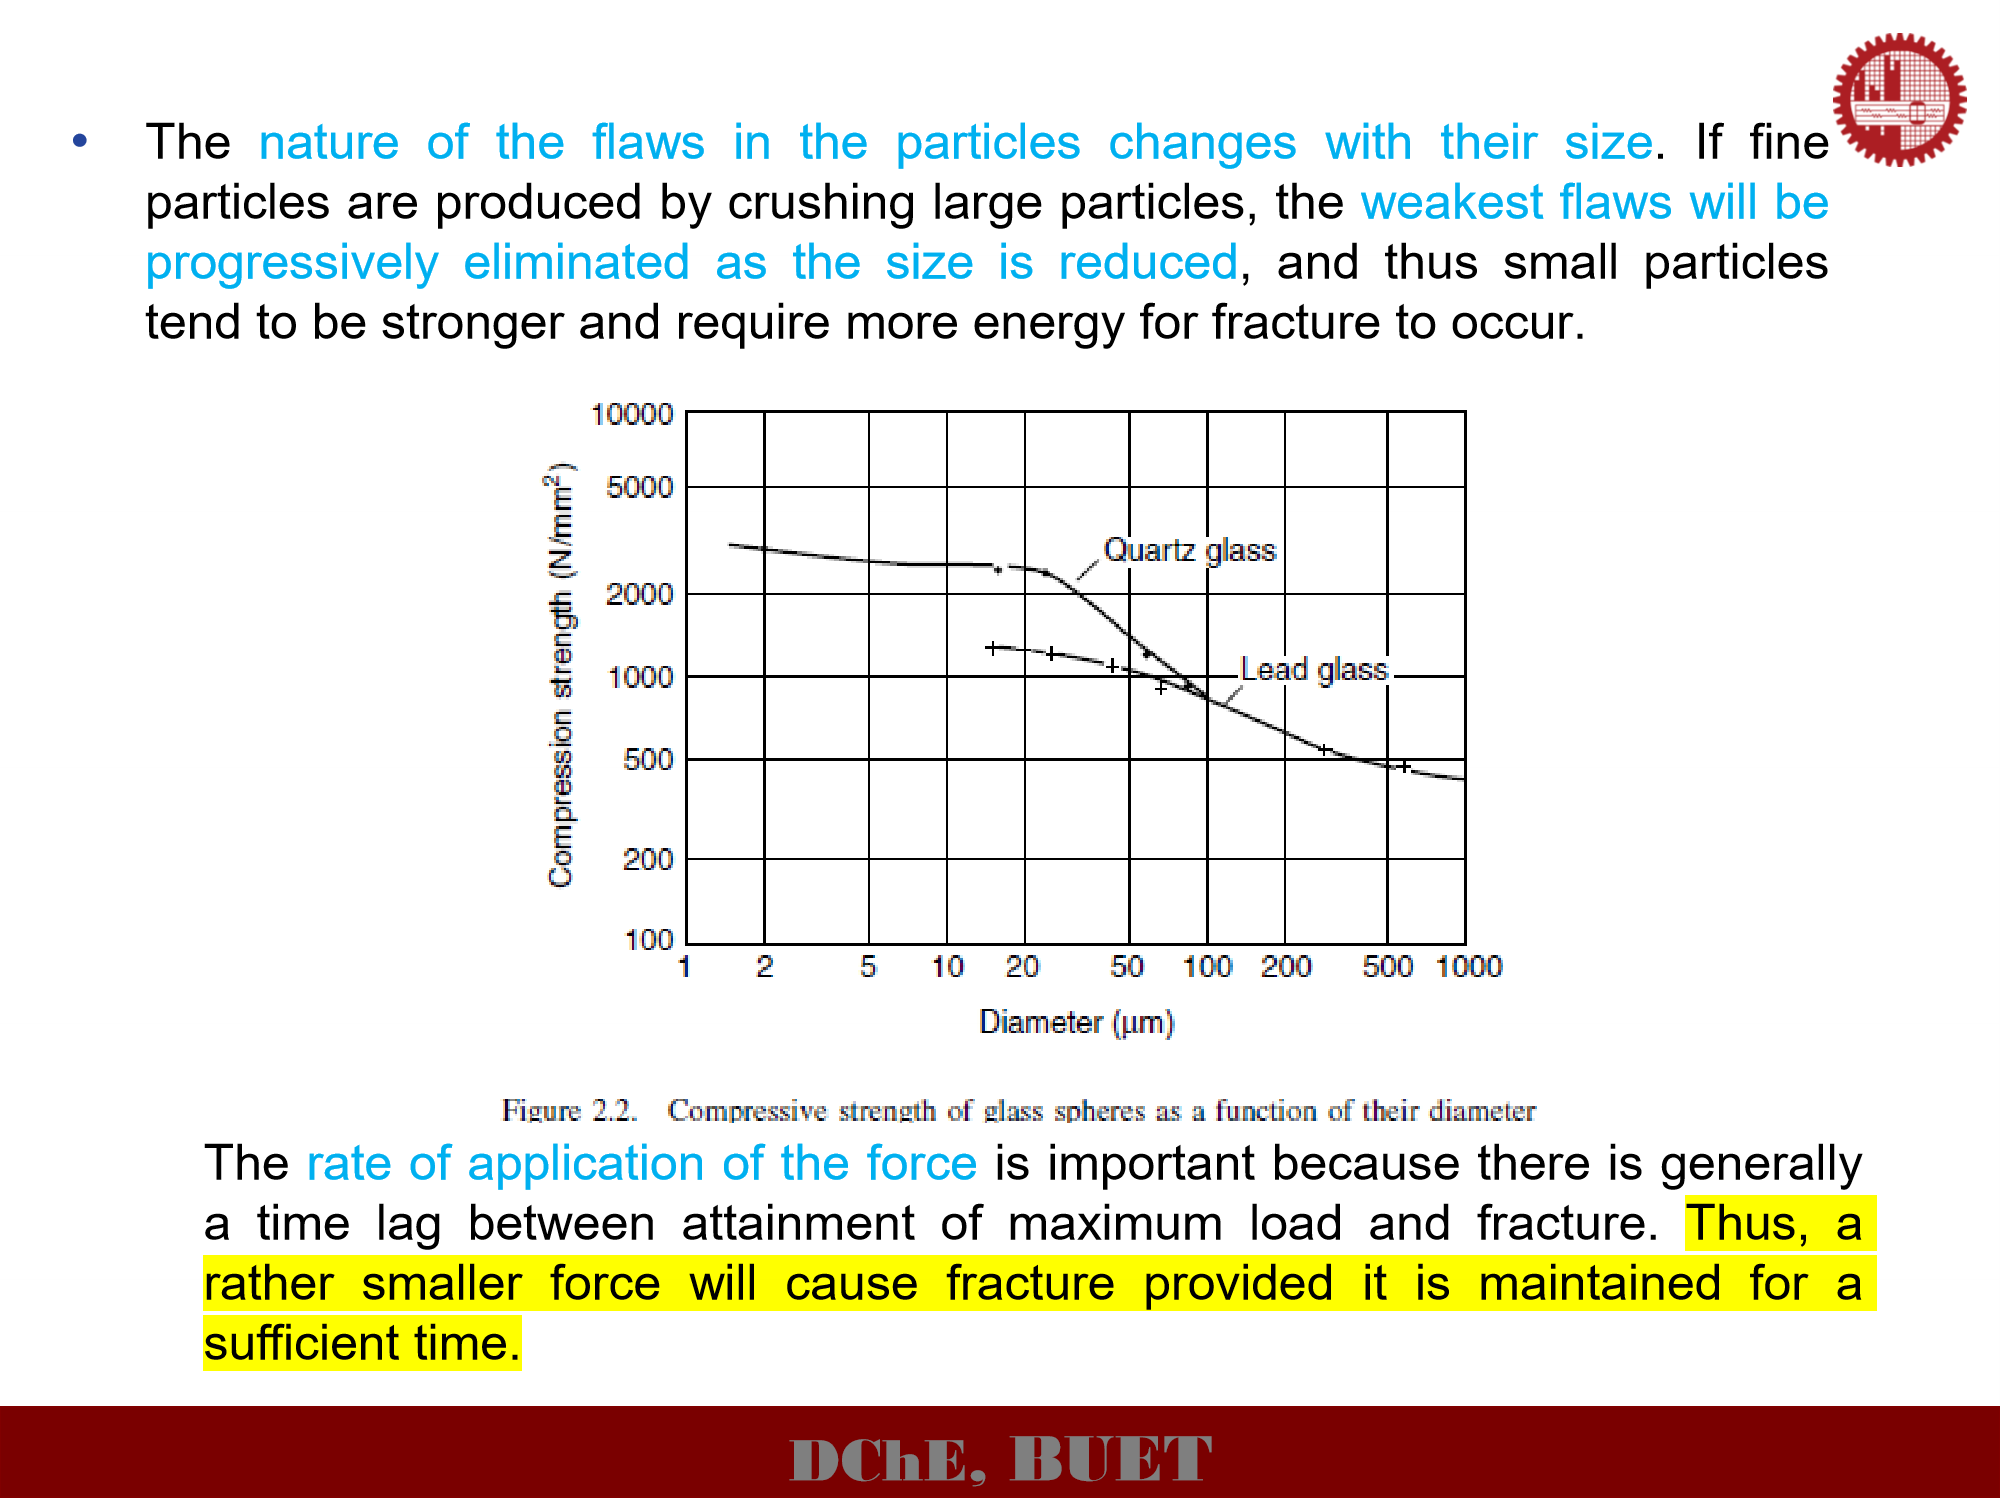 • The nature of the flaws in the particles changes with their size. If fine
particles are produced by crushing large particles, the weakest flaws will be
progressively eliminated as the size is reduced, and thus small particles
tend to be stronger and require more energy for fracture to occur.
10000
5000
2000
1000
500
200
100
Compression strength (N/mm²)
Quartz glass
Lead glass
1 2 5 10 20 50 100 200 500 1000
Diameter (μm)
Figure 2.2. Compressive strength of glass spheres as a function of their diameter
The rate of application of the force is important because there is generally
a time lag between attainment of maximum load and fracture. Thus, a
rather smaller force will cause fracture provided it is maintained for a
sufficient time.
DChE, BUET